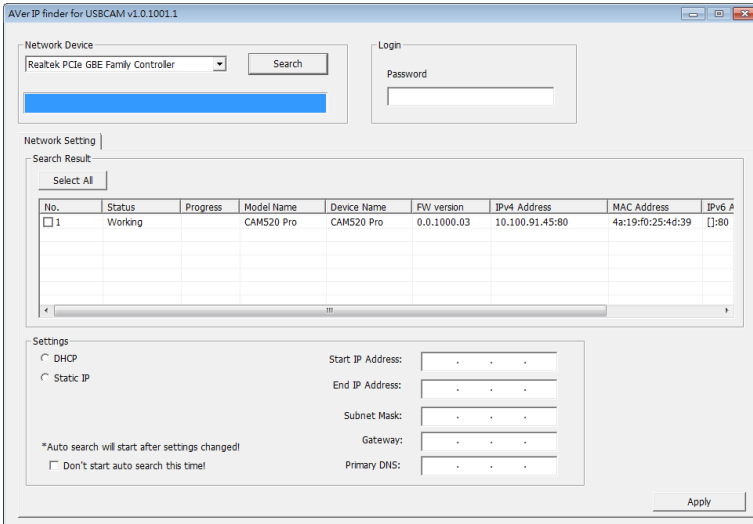 AVer IP finder for USBCAM v1.0.1001.1
Network Device
Realtek PCIe GBE Family Controller
Search
Login
Password
Network Setting
Search Result
Select All
No. Status Progress Model Name Device Name FW version IPv4 Address MAC Address IPv6 A
1 Working CAM520 Pro CAM520 Pro 0.0.1000.03 10.100.91.45:80 4a:19:f0:25:4d:39 []:80
Settings
DHCP
Static IP
*Auto search will start after settings changed!
Don't start auto search this time!
Start IP Address: . . .
End IP Address: . . .
Subnet Mask: . . .
Gateway: . . .
Primary DNS: . . .
Apply